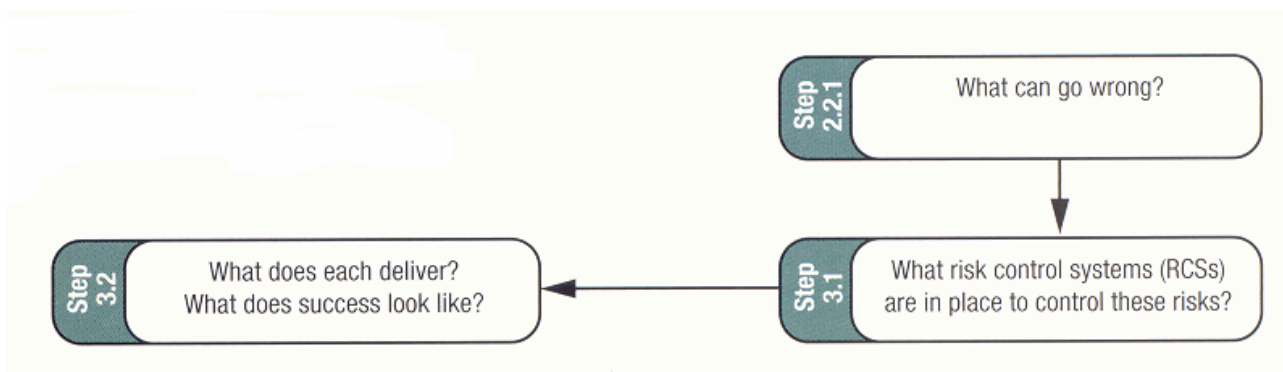 Step
2.2.1
What can go wrong?
Step
3.1
What risk control systems (RCSs)
are in place to control these risks?
Step
3.2
What does each deliver?
What does success look like?